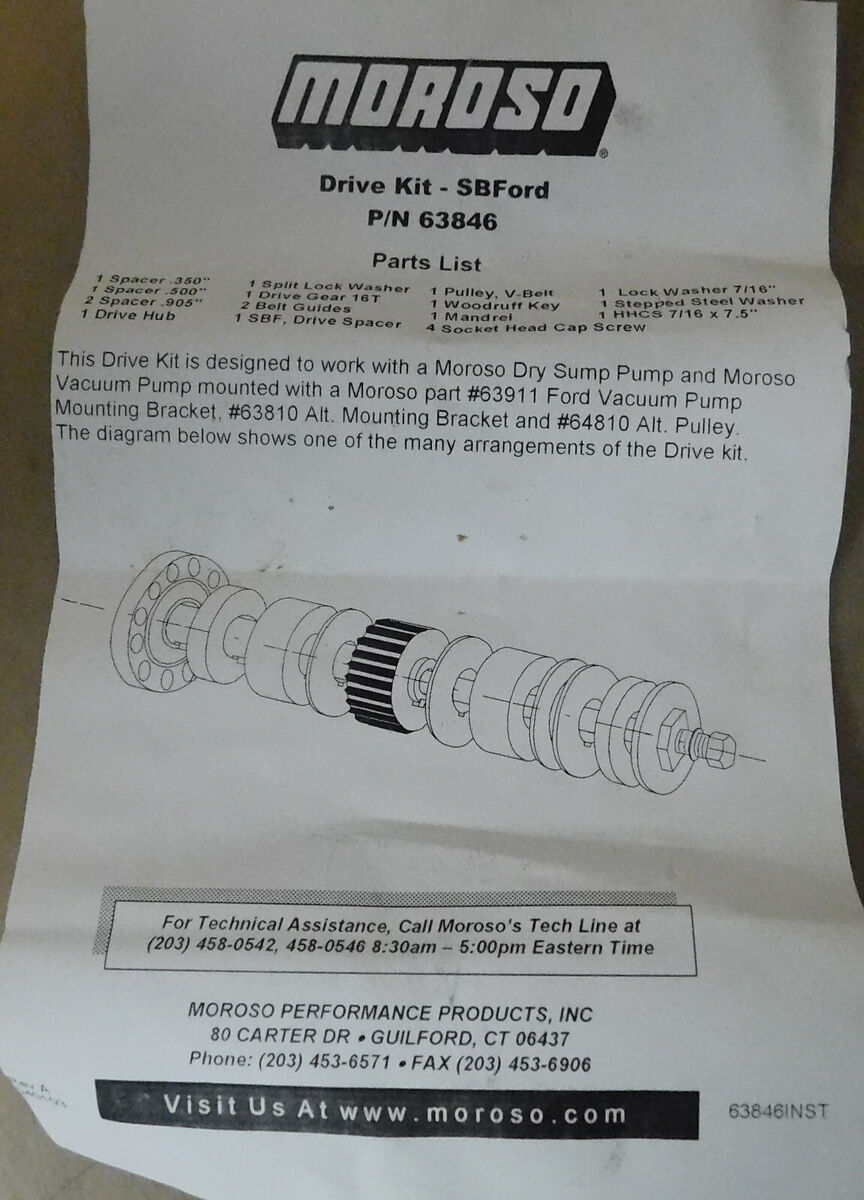 MOROSO®
Drive Kit - SBFord
P/N 63846
Parts List
1 Spacer .350"
1 Spacer .500"
2 Spacer .905"
1 Drive Hub
1 Split Lock Washer
1 Drive Gear 16T
2 Belt Guides
1 SBF, Drive Spacer
1 Pulley, V-Belt
1 Woodruff Key
1 Mandrel
4 Socket Head Cap Screw
1 Lock Washer 7/16"
1 Stepped Steel Washer
1 HHCS 7/16 x 7.5"
This Drive Kit is designed to work with a Moroso Dry Sump Pump and Moroso
Vacuum Pump mounted with a Moroso part #63911 Ford Vacuum Pump
Mounting Bracket, #63810 Alt. Mounting Bracket and #64810 Alt. Pulley.
The diagram below shows one of the many arrangements of the Drive kit.
For Technical Assistance, Call Moroso's Tech Line at
(203) 458-0542, 458-0546 8:30am – 5:00pm Eastern Time
MOROSO PERFORMANCE PRODUCTS, INC
80 CARTER DR • GUILFORD, CT 06437
Phone: (203) 453-6571 • FAX (203) 453-6906
Visit Us At www.moroso.com
63846INST